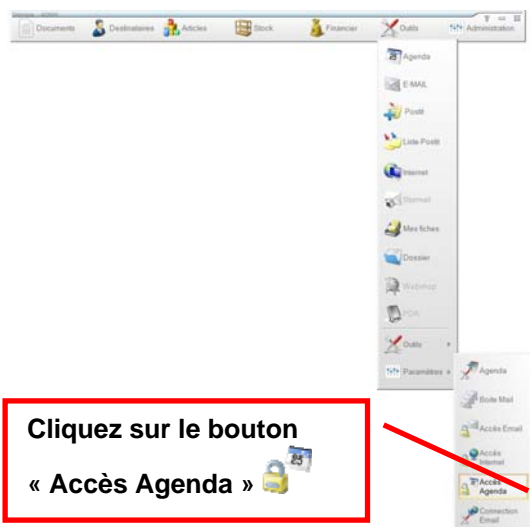 Documents Destinataires Articles Stock Financier Outils Administration
Agenda
E-MAIL
Postit
Liste Postit
Internet
Mes fiches
Dossier
Webshop
PDA
Outils
Paramètres
Agenda
Boite Mail
Accès Email
Accès
Internet
Accès
Agenda
Connection
Email
Cliquez sur le bouton
« Accès Agenda »